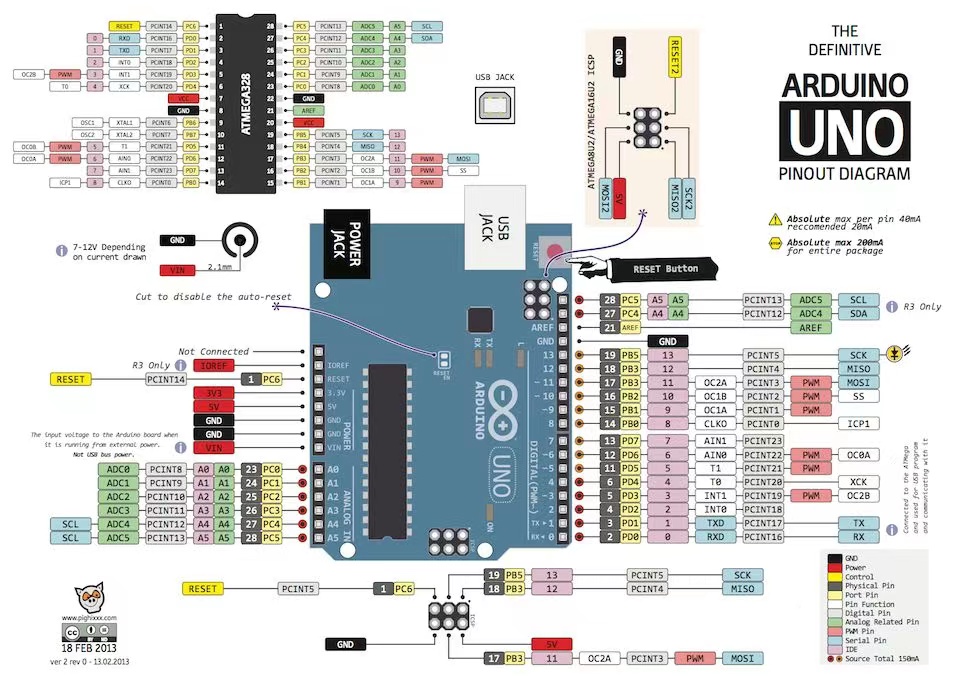 THE
DEFINITIVE
ARDUINO
UNO
PINOUT DIAGRAM
Absolute max per pin 40mA
reccomended 20mA
Absolute max 200mA
for entire package
RESET PCINT14 PC6 1
0 RXD PCINT16 PD0 2
1 TXD PCINT17 PD1 3
2 INT0 PCINT18 PD2 4
OC2B PWM 3 INT1 PCINT19 PD3 5
T0 4 XCK PCINT20 PD4 6
VCC 7
GND 8
OSC1 XTAL1 PCINT6 PB6 9
OSC2 XTAL2 PCINT7 PB7 10
OC0B PWM 5 T1 PCINT21 PD5 11
OC0A PWM 6 AIN0 PCINT22 PD6 12
7 AIN1 PCINT23 PD7 13
ICP1 8 CLKO PCINT0 PB0 14
ATMEGA328
28 PC5 PCINT13 ADC5 A5 SCL
27 PC4 PCINT12 ADC4 A4 SDA
26 PC3 PCINT11 ADC3 A3
25 PC2 PCINT10 ADC2 A2
24 PC1 PCINT9 ADC1 A1
23 PC0 PCINT8 ADC0 A0
22 GND
21 AREF
20 VCC
19 PB5 PCINT5 SCK 13
18 PB4 PCINT4 MISO 12
17 PB3 PCINT3 OC2A 11 PWM MOSI
16 PB2 PCINT2 OC1B 10 PWM SS
15 PB1 PCINT1 OC1A 9 PWM
USB JACK
ATMEGA8U2/ATMEGA16U2 ICSP
GND
RESET2
MOSI2
5V
MISO2
SCK2
7-12V Depending
on current drawn
GND
VIN
2.1mm
POWER
JACK
USB
JACK
RESET
RESET Button
Cut to disable the auto-reset
Not Connected
R3 Only IOREF
RESET PCINT14 1 PC6
3V3
5V
GND
GND
VIN
The input voltage to the Arduino board when
it is running from external power.
Not USB bus power.
ADC0 PCINT8 A0 A0 23 PC0
ADC1 PCINT9 A1 A1 24 PC1
ADC2 PCINT10 A2 A2 25 PC2
ADC3 PCINT11 A3 A3 26 PC3
SCL ADC4 PCINT12 A4 A4 27 PC4
SCL ADC5 PCINT13 A5 A5 28 PC5
IOREF
RESET
3.3V
5V
GND
GND
VIN
POWER
A0
A1
A2
A3
A4
A5
ANALOG IN
RESET EN
RX
TX
L
ARDUINO
UNO
ON
ICSP
AREF
GND
13
12
~11
~10
~9
8
7
~6
~5
4
~3
2
TX 1
RX 0
DIGITAL(PWM~)
28 PC5 A5 A5 PCINT13 ADC5 SCL
27 PC4 A4 A4 PCINT12 ADC4 SDA
R3 Only
21 AREF AREF
GND
19 PB5 13 PCINT5 SCK
18 PB3 12 PCINT4 MISO
17 PB3 11 OC2A PCINT3 PWM MOSI
16 PB2 10 OC1B PCINT2 PWM SS
15 PB1 9 OC1A PCINT1 PWM
14 PB0 8 CLKO PCINT0 ICP1
13 PD7 7 AIN1 PCINT23
12 PD6 6 AIN0 PCINT22 PWM OC0A
11 PD5 5 T1 PCINT21 PWM
6 PD4 4 T0 PCINT20 XCK
5 PD3 3 INT1 PCINT19 PWM OC2B
4 PD2 2 INT0 PCINT18
3 PD1 1 TXD PCINT17 TX
2 PD0 0 RXD PCINT16 RX
Connected to the ATMega
and used for USB program
and communicating with it
RESET PCINT5 1 PC6
GND
19 PB5 13 PCINT5 SCK
18 PB3 12 PCINT4 MISO
ICSP
5V
17 PB3 11 OC2A PCINT3 PWM MOSI
www.pighixxx.com
cc BY ND
18 FEB 2013
ver 2 rev 0 - 13.02.2013
GND
Power
Control
Physical Pin
Port Pin
Pin Function
Digital Pin
Analog Related Pin
PWM Pin
Serial Pin
IDE
Source Total 150mA